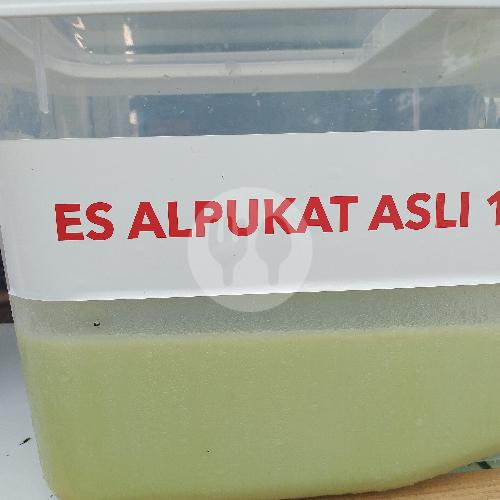 ES ALPUKAT ASLI 1